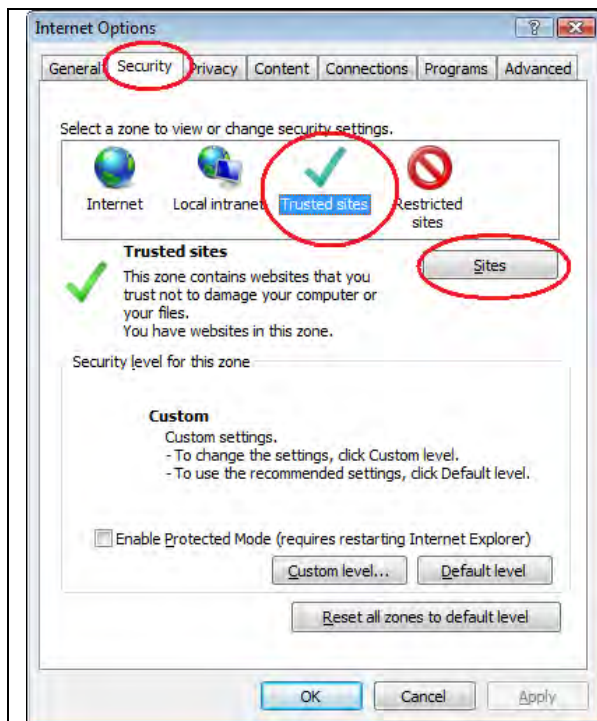 Internet Options
General Security Privacy Content Connections Programs Advanced
Select a zone to view or change security settings.
Internet Local intranet Trusted sites Restricted sites
Trusted sites
Sites
This zone contains websites that you
trust not to damage your computer or
your files.
You have websites in this zone.
Security level for this zone
Custom
Custom settings.
- To change the settings, click Custom level.
- To use the recommended settings, click Default level.
Enable Protected Mode (requires restarting Internet Explorer)
Custom level... Default level
Reset all zones to default level
OK Cancel Apply